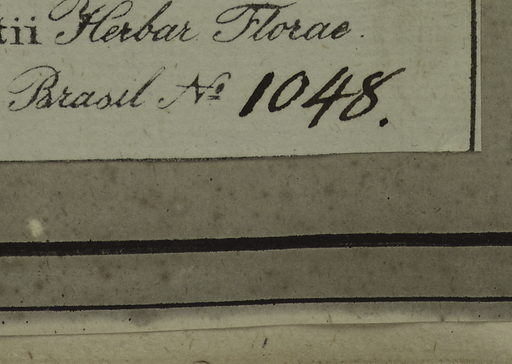 tii Herbar. Florae.
Brasil Nº 1048.